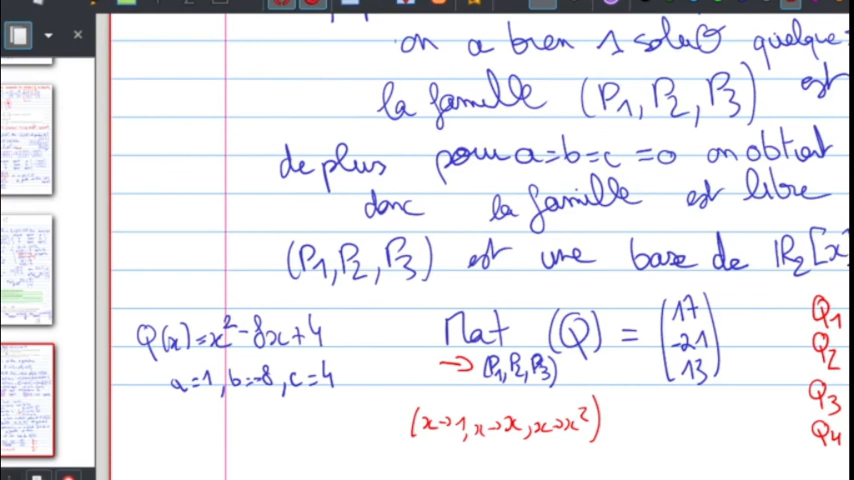 on a bien 1 soluto quelque
la famille (P1, P2, P3) est
de plus pour a=b=c=0 on obtient
donc la famille est libre
(P1, P2, P3) est une base de IR2[x]
Q(x)=x²-8x+4
a=1, b=-8, c=4
Mat (Q) = (17 -21 13)
→ (P1, P2, P3)
(x→1, x→x, x→x²)
Q1
Q2
Q3
Q4